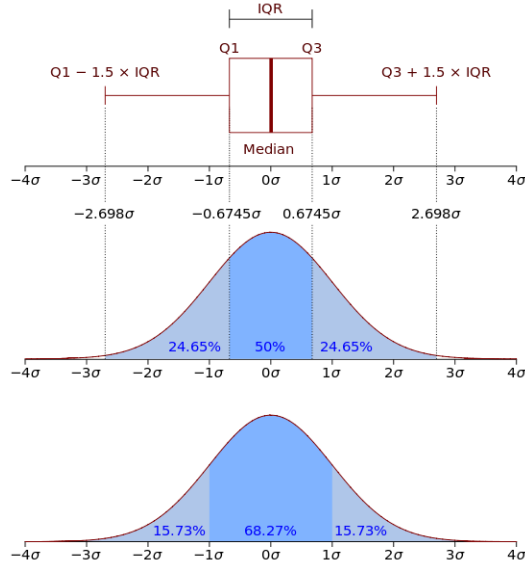 IQR
Q1 Q3
Q1 − 1.5 × IQR Q3 + 1.5 × IQR
Median
−4σ −3σ −2σ −1σ 0σ 1σ 2σ 3σ 4σ
−2.698σ −0.6745σ 0.6745σ 2.698σ
24.65% 50% 24.65%
−4σ −3σ −2σ −1σ 0σ 1σ 2σ 3σ 4σ
15.73% 68.27% 15.73%
−4σ −3σ −2σ −1σ 0σ 1σ 2σ 3σ 4σ